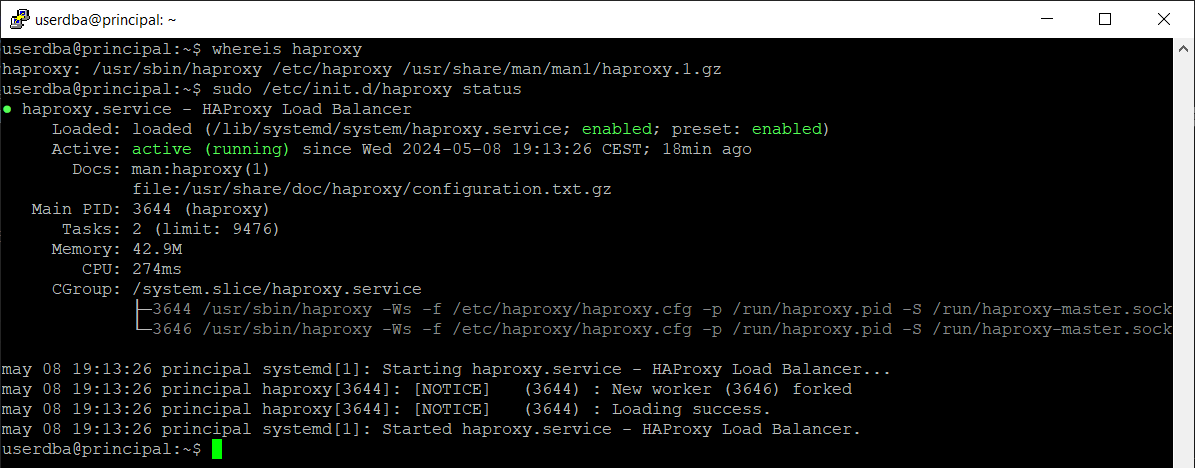 userdba@principal: ~
userdba@principal:~$ whereis haproxy
haproxy: /usr/sbin/haproxy /etc/haproxy /usr/share/man/man1/haproxy.1.gz
userdba@principal:~$ sudo /etc/init.d/haproxy status
● haproxy.service - HAProxy Load Balancer
     Loaded: loaded (/lib/systemd/system/haproxy.service; enabled; preset: enabled)
     Active: active (running) since Wed 2024-05-08 19:13:26 CEST; 18min ago
       Docs: man:haproxy(1)
             file:/usr/share/doc/haproxy/configuration.txt.gz
   Main PID: 3644 (haproxy)
      Tasks: 2 (limit: 9476)
     Memory: 42.9M
        CPU: 274ms
     CGroup: /system.slice/haproxy.service
             ├─3644 /usr/sbin/haproxy -Ws -f /etc/haproxy/haproxy.cfg -p /run/haproxy.pid -S /run/haproxy-master.sock
             └─3646 /usr/sbin/haproxy -Ws -f /etc/haproxy/haproxy.cfg -p /run/haproxy.pid -S /run/haproxy-master.sock
may 08 19:13:26 principal systemd[1]: Starting haproxy.service - HAProxy Load Balancer...
may 08 19:13:26 principal haproxy[3644]: [NOTICE]   (3644) : New worker (3646) forked
may 08 19:13:26 principal haproxy[3644]: [NOTICE]   (3644) : Loading success.
may 08 19:13:26 principal systemd[1]: Started haproxy.service - HAProxy Load Balancer.
userdba@principal:~$